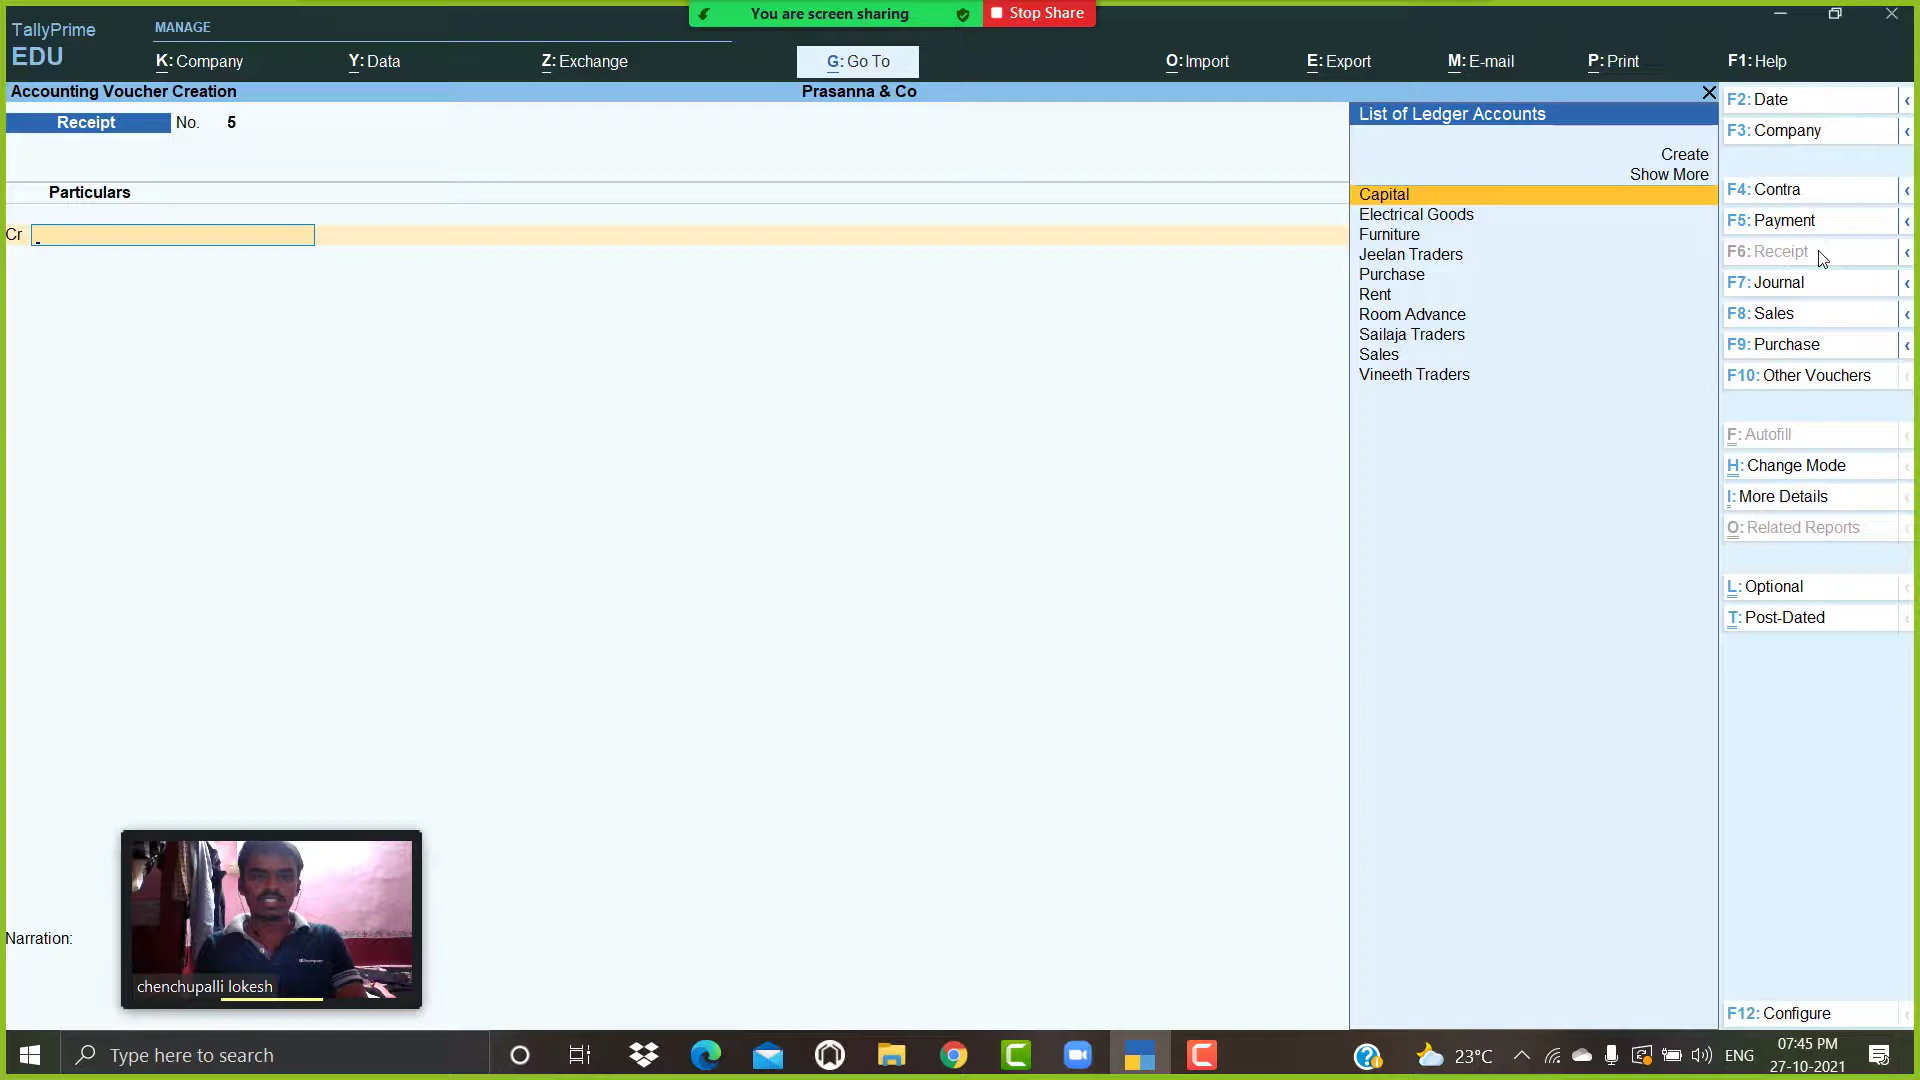 You are screen sharing
Stop Share
TallyPrime
EDU
MANAGE
K: Company
Y: Data
Z: Exchange
G: Go To
O: Import
E: Export
M: E-mail
P: Print
F1: Help
Accounting Voucher Creation
Prasanna & Co
Receipt No. 5
Particulars
Cr
List of Ledger Accounts
Create
Show More
Capital
Electrical Goods
Furniture
Jeelan Traders
Purchase
Rent
Room Advance
Sailaja Traders
Sales
Vineeth Traders
F2: Date
F3: Company
F4: Contra
F5: Payment
F6: Receipt
F7: Journal
F8: Sales
F9: Purchase
F10: Other Vouchers
F: Autofill
H: Change Mode
I: More Details
O: Related Reports
L: Optional
T: Post-Dated
F12: Configure
Narration:
chenchupalli lokesh
Type here to search
23°C
ENG
07:45 PM
27-10-2021